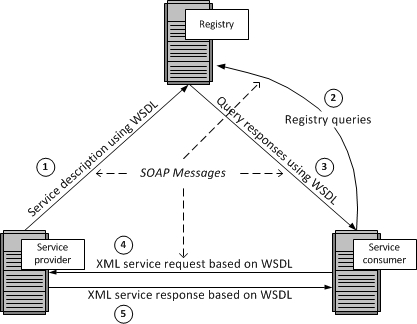 Registry
2
Registry queries
Service description using WSDL
Query responses using WSDL
1
3
SOAP Messages
Service
provider
Service
consumer
4
XML service request based on WSDL
XML service response based on WSDL
5